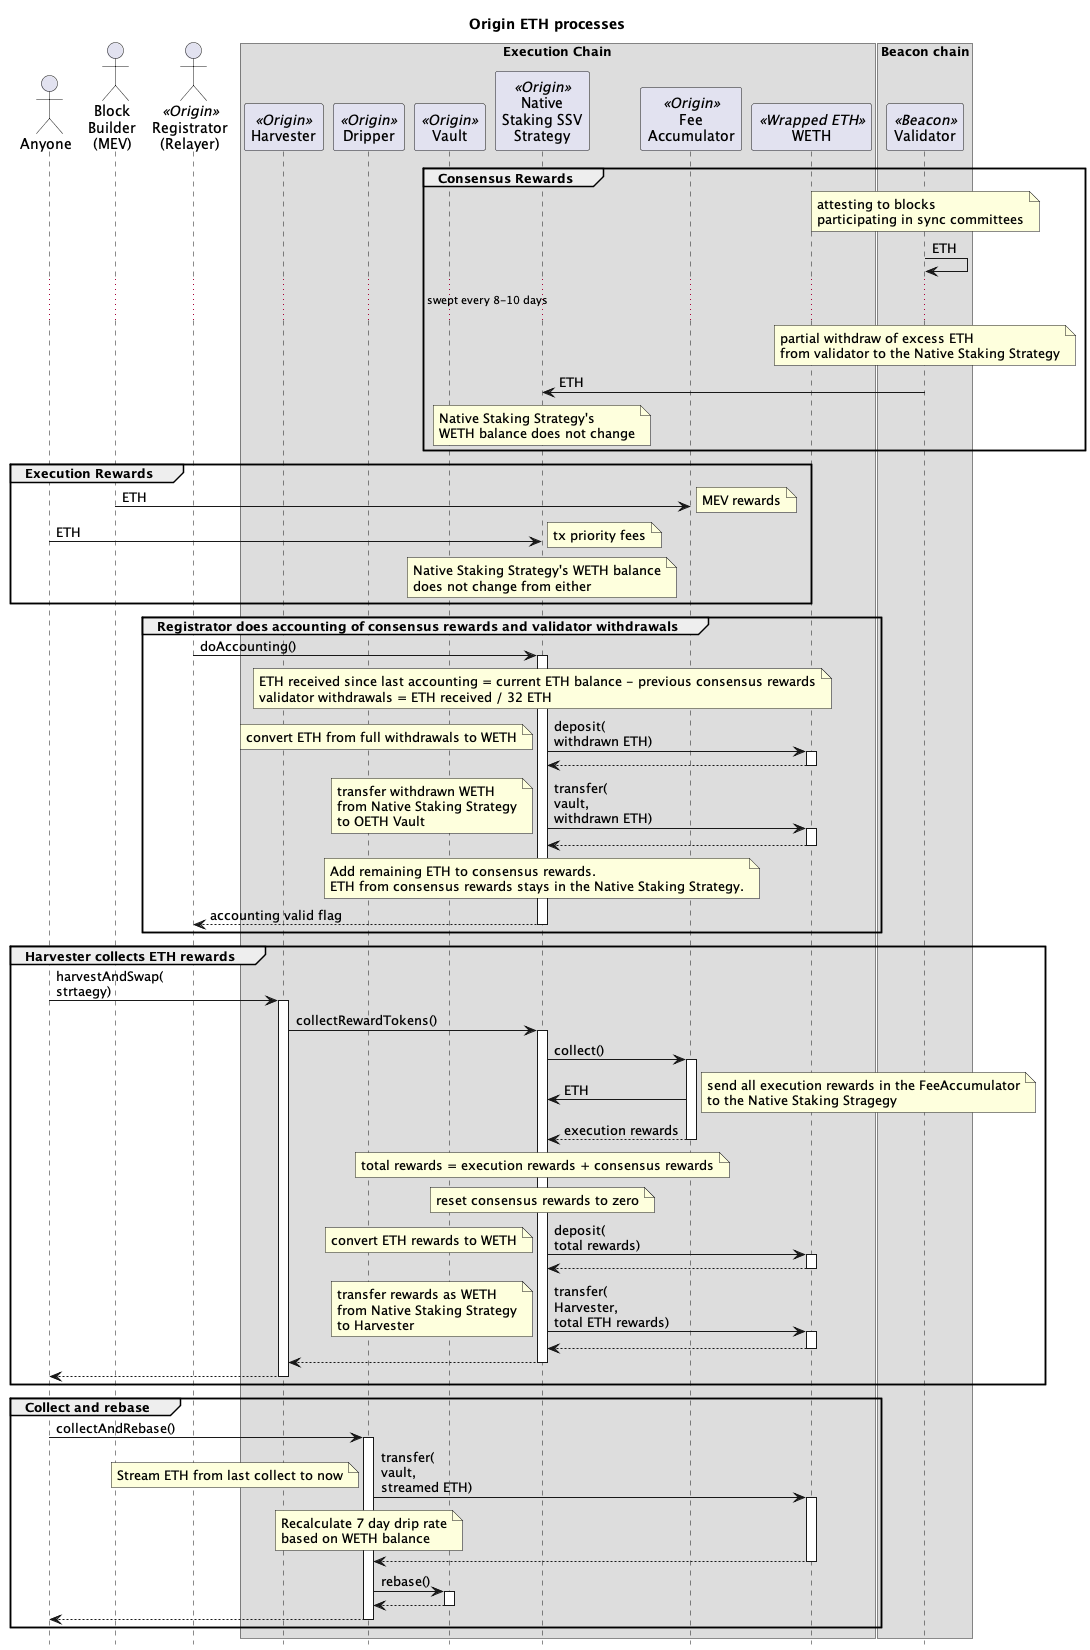 Origin ETH processes
Execution Chain
Beacon chain
Anyone
Block
Builder
(MEV)
«Origin»
Registrator
(Relayer)
«Origin»
Harvester
«Origin»
Dripper
«Origin»
Vault
«Origin»
Native
Staking SSV
Strategy
«Origin»
Fee
Accumulator
«Wrapped ETH»
WETH
«Beacon»
Validator
Consensus Rewards
attesting to blocks
participating in sync committees
ETH
swept every 8-10 days
partial withdraw of excess ETH
from validator to the Native Staking Strategy
ETH
Native Staking Strategy's
WETH balance does not change
Execution Rewards
ETH
MEV rewards
ETH
tx priority fees
Native Staking Strategy's WETH balance
does not change from either
Registrator does accounting of consensus rewards and validator withdrawals
doAccounting()
ETH received since last accounting = current ETH balance - previous consensus rewards
validator withdrawals = ETH received / 32 ETH
convert ETH from full withdrawals to WETH
deposit(
withdrawn ETH)
transfer withdrawn WETH
from Native Staking Strategy
to OETH Vault
transfer(
vault,
withdrawn ETH)
Add remaining ETH to consensus rewards.
ETH from consensus rewards stays in the Native Staking Strategy.
accounting valid flag
Harvester collects ETH rewards
harvestAndSwap(
strtaegy)
collectRewardTokens()
collect()
ETH
send all execution rewards in the FeeAccumulator
to the Native Staking Stragegy
execution rewards
total rewards = execution rewards + consensus rewards
reset consensus rewards to zero
convert ETH rewards to WETH
deposit(
total rewards)
transfer rewards as WETH
from Native Staking Strategy
to Harvester
transfer(
Harvester,
total ETH rewards)
Collect and rebase
collectAndRebase()
Stream ETH from last collect to now
transfer(
vault,
streamed ETH)
Recalculate 7 day drip rate
based on WETH balance
rebase()